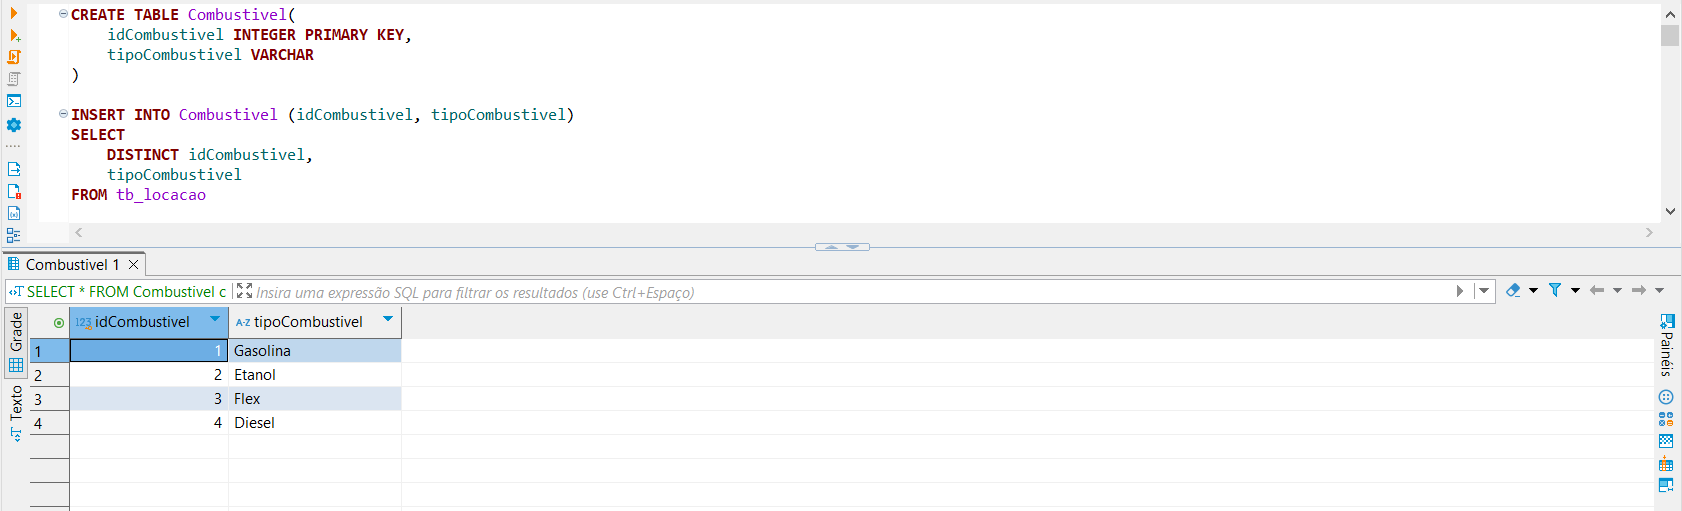 CREATE TABLE Combustivel(
idCombustivel INTEGER PRIMARY KEY,
tipoCombustivel VARCHAR
)
INSERT INTO Combustivel (idCombustivel, tipoCombustivel)
SELECT
DISTINCT idCombustivel,
tipoCombustivel
FROM tb_locacao
Combustivel 1
SELECT * FROM Combustivel c
Insira uma expressão SQL para filtrar os resultados (use Ctrl+Espaço)
Grade
Texto
123 idCombustivel
A-Z tipoCombustivel
1 1 Gasolina
2 2 Etanol
3 3 Flex
4 4 Diesel
Painéis